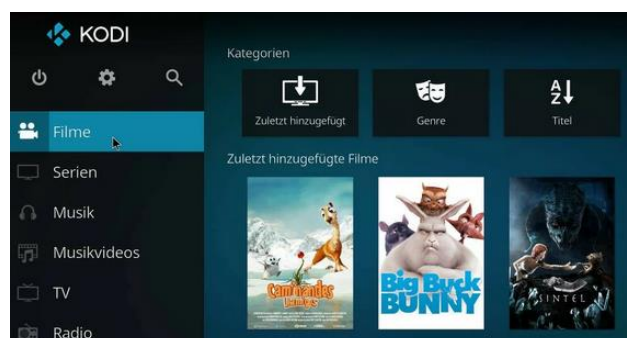 KODI
Filme
Serien
Musik
Musikvideos
TV
Radio
Kategorien
Zuletzt hinzugefügt
Genre
A
Z
Titel
Zuletzt hinzugefügte Filme
Caminandes
Big Buck
BUNNY
SINTEL